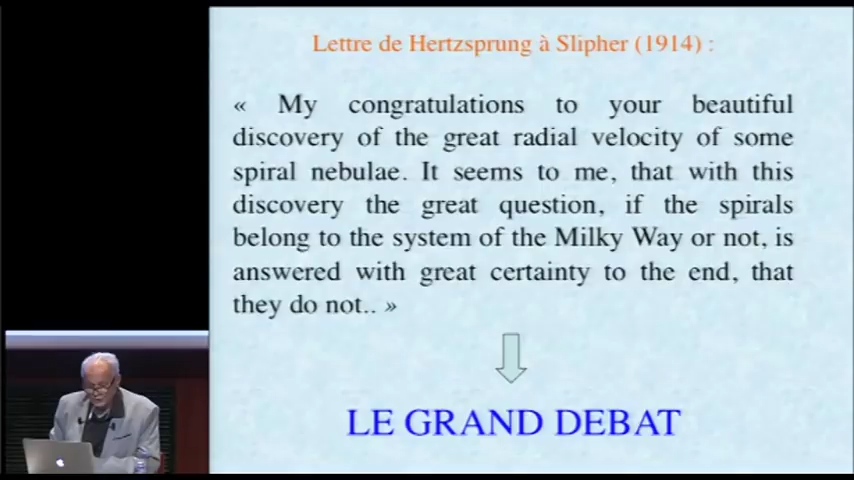 Lettre de Hertzsprung à Slipher (1914) :
« My congratulations to your beautiful
discovery of the great radial velocity of some
spiral nebulae. It seems to me, that with this
discovery the great question, if the spirals
belong to the system of the Milky Way or not, is
answered with great certainty to the end, that
they do not.. »
LE GRAND DEBAT